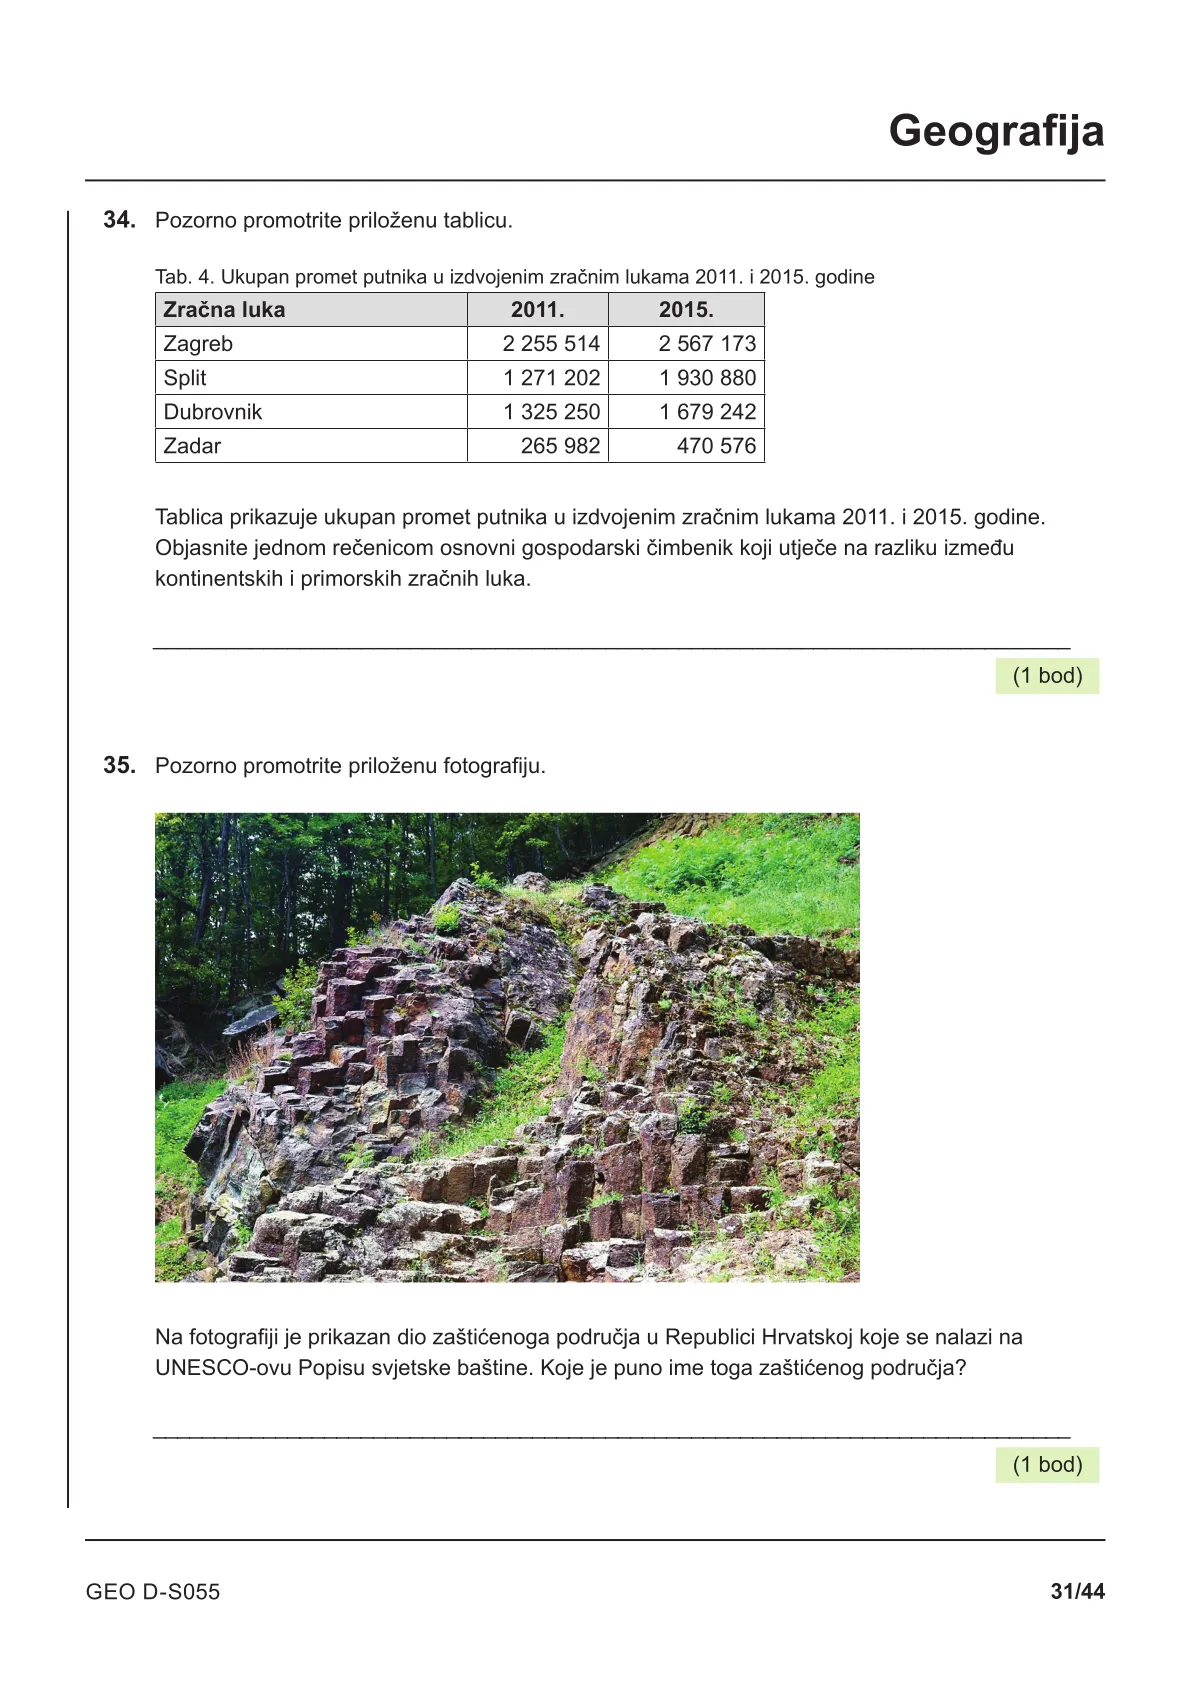 Geografija
34. Pozorno promotrite priloženu tablicu.
Tab. 4. Ukupan promet putnika u izdvojenim zračnim lukama 2011. i 2015. godine
Zračna luka 2011. 2015.
Zagreb 2 255 514 2 567 173
Split 1 271 202 1 930 880
Dubrovnik 1 325 250 1 679 242
Zadar 265 982 470 576
Tablica prikazuje ukupan promet putnika u izdvojenim zračnim lukama 2011. i 2015. godine.
Objasnite jednom rečenicom osnovni gospodarski čimbenik koji utječe na razliku između
kontinentskih i primorskih zračnih luka.
(1 bod)
35. Pozorno promotrite priloženu fotografiju.
Na fotografiji je prikazan dio zaštićenoga područja u Republici Hrvatskoj koje se nalazi na
UNESCO-ovu Popisu svjetske baštine. Koje je puno ime toga zaštićenog područja?
(1 bod)
GEO D-S055
31/44